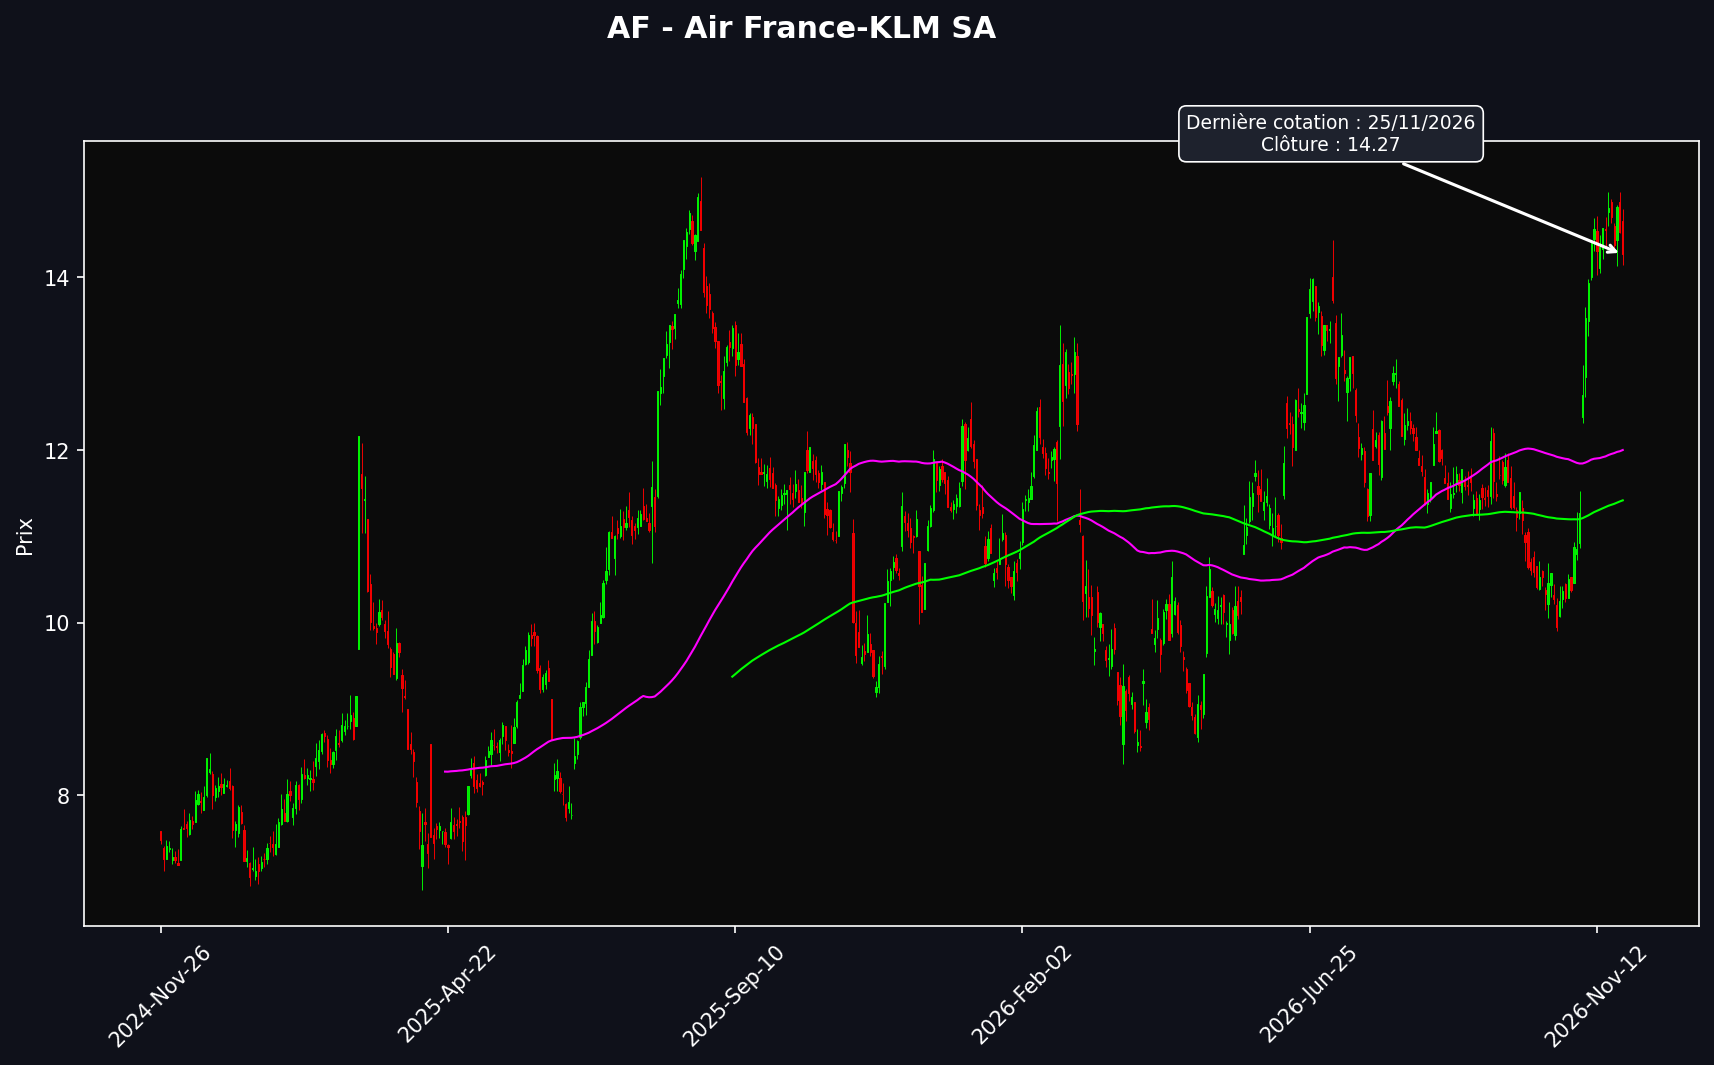 AF - Air France-KLM SA
Dernière cotation : 25/11/2026
Clôture : 14.27
Prix
14
12
10
8
2024-Nov-26
2025-Apr-22
2025-Sep-10
2026-Feb-02
2026-Jun-25
2026-Nov-12